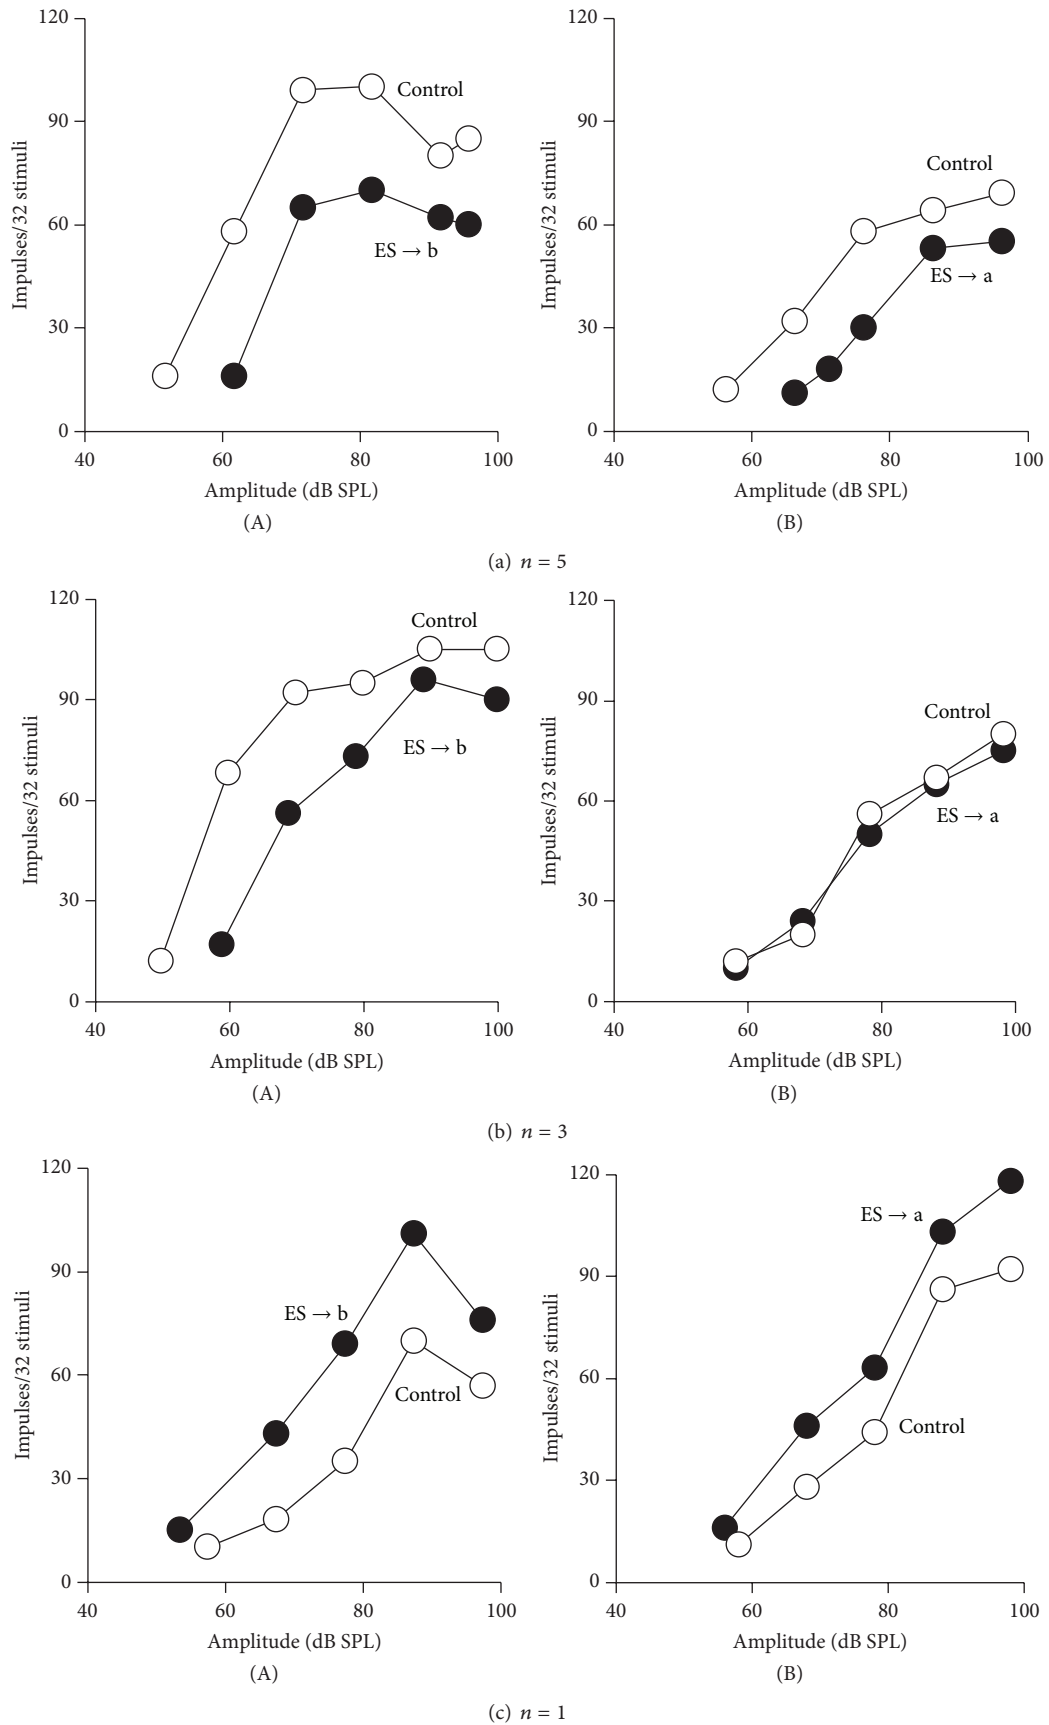 120
90
60
30
0
Impulses/32 stimuli
Control
ES → b
40
60
80
100
Amplitude (dB SPL)
(A)
120
90
60
30
0
Impulses/32 stimuli
Control
ES → a
40
60
80
100
Amplitude (dB SPL)
(B)
(a) n = 5
120
90
60
30
0
Impulses/32 stimuli
Control
ES → b
40
60
80
100
Amplitude (dB SPL)
(A)
120
90
60
30
0
Impulses/32 stimuli
Control
ES → a
40
60
80
100
Amplitude (dB SPL)
(B)
(b) n = 3
120
90
60
30
0
Impulses/32 stimuli
ES → b
Control
40
60
80
100
Amplitude (dB SPL)
(A)
120
90
60
30
0
Impulses/32 stimuli
ES → a
Control
40
60
80
100
Amplitude (dB SPL)
(B)
(c) n = 1